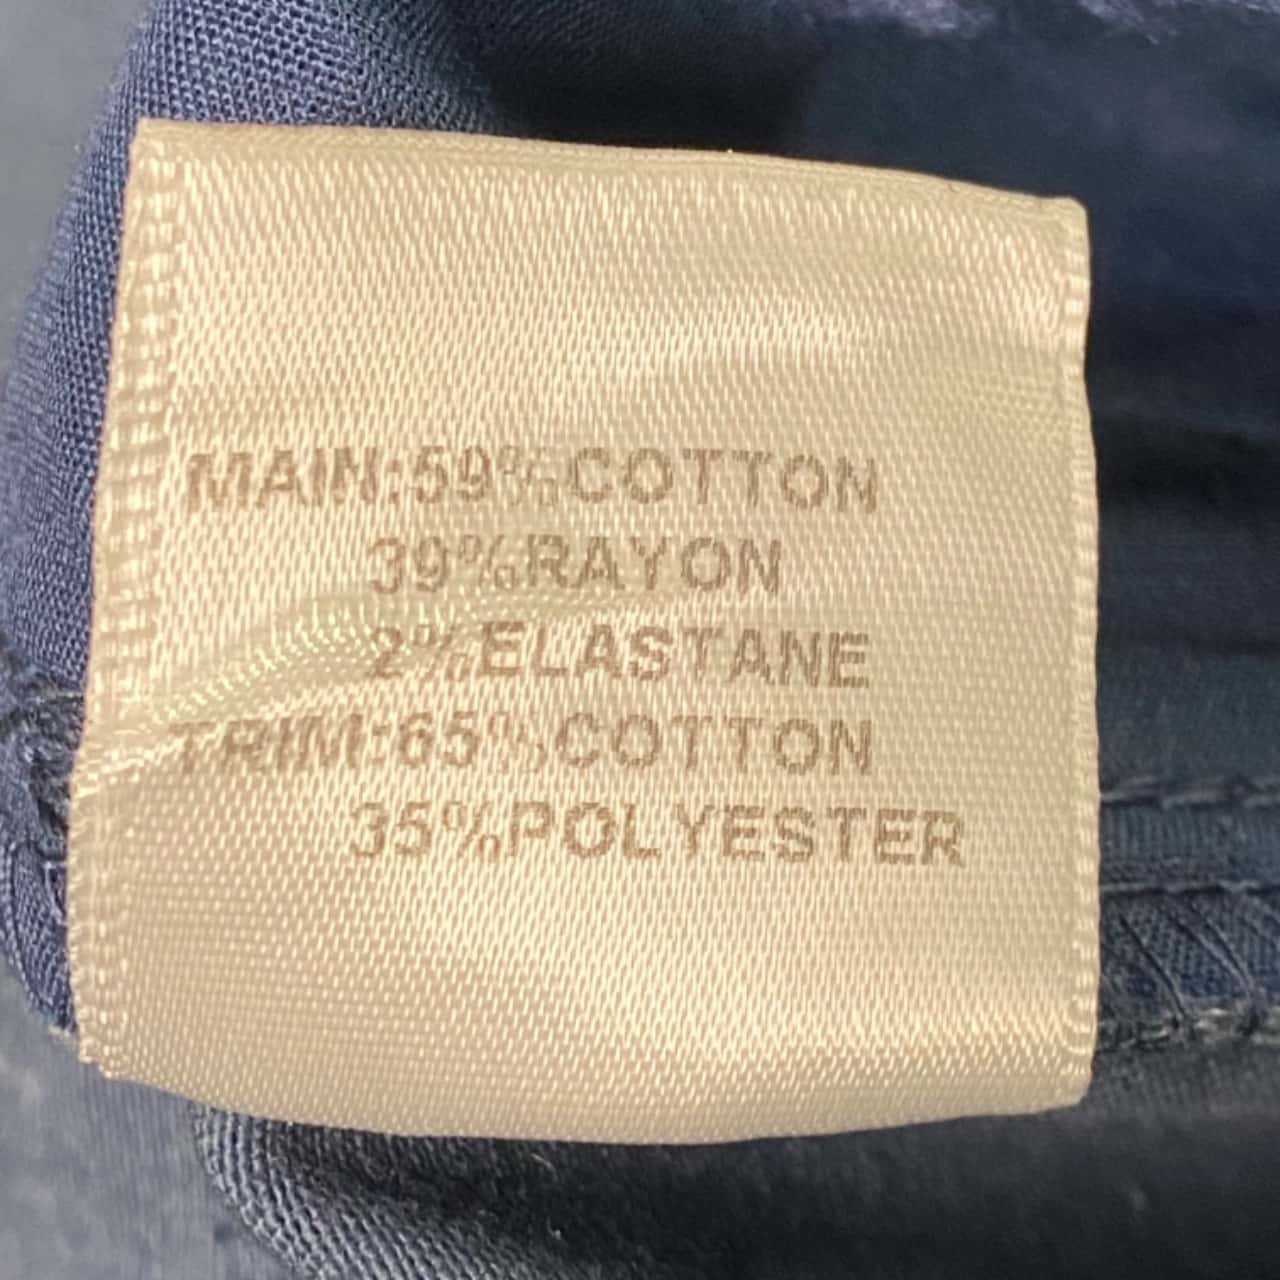 MAIN:59%COTTON
39%RAYON
2%ELASTANE
TRIM:65%COTTON
35%POLYESTER